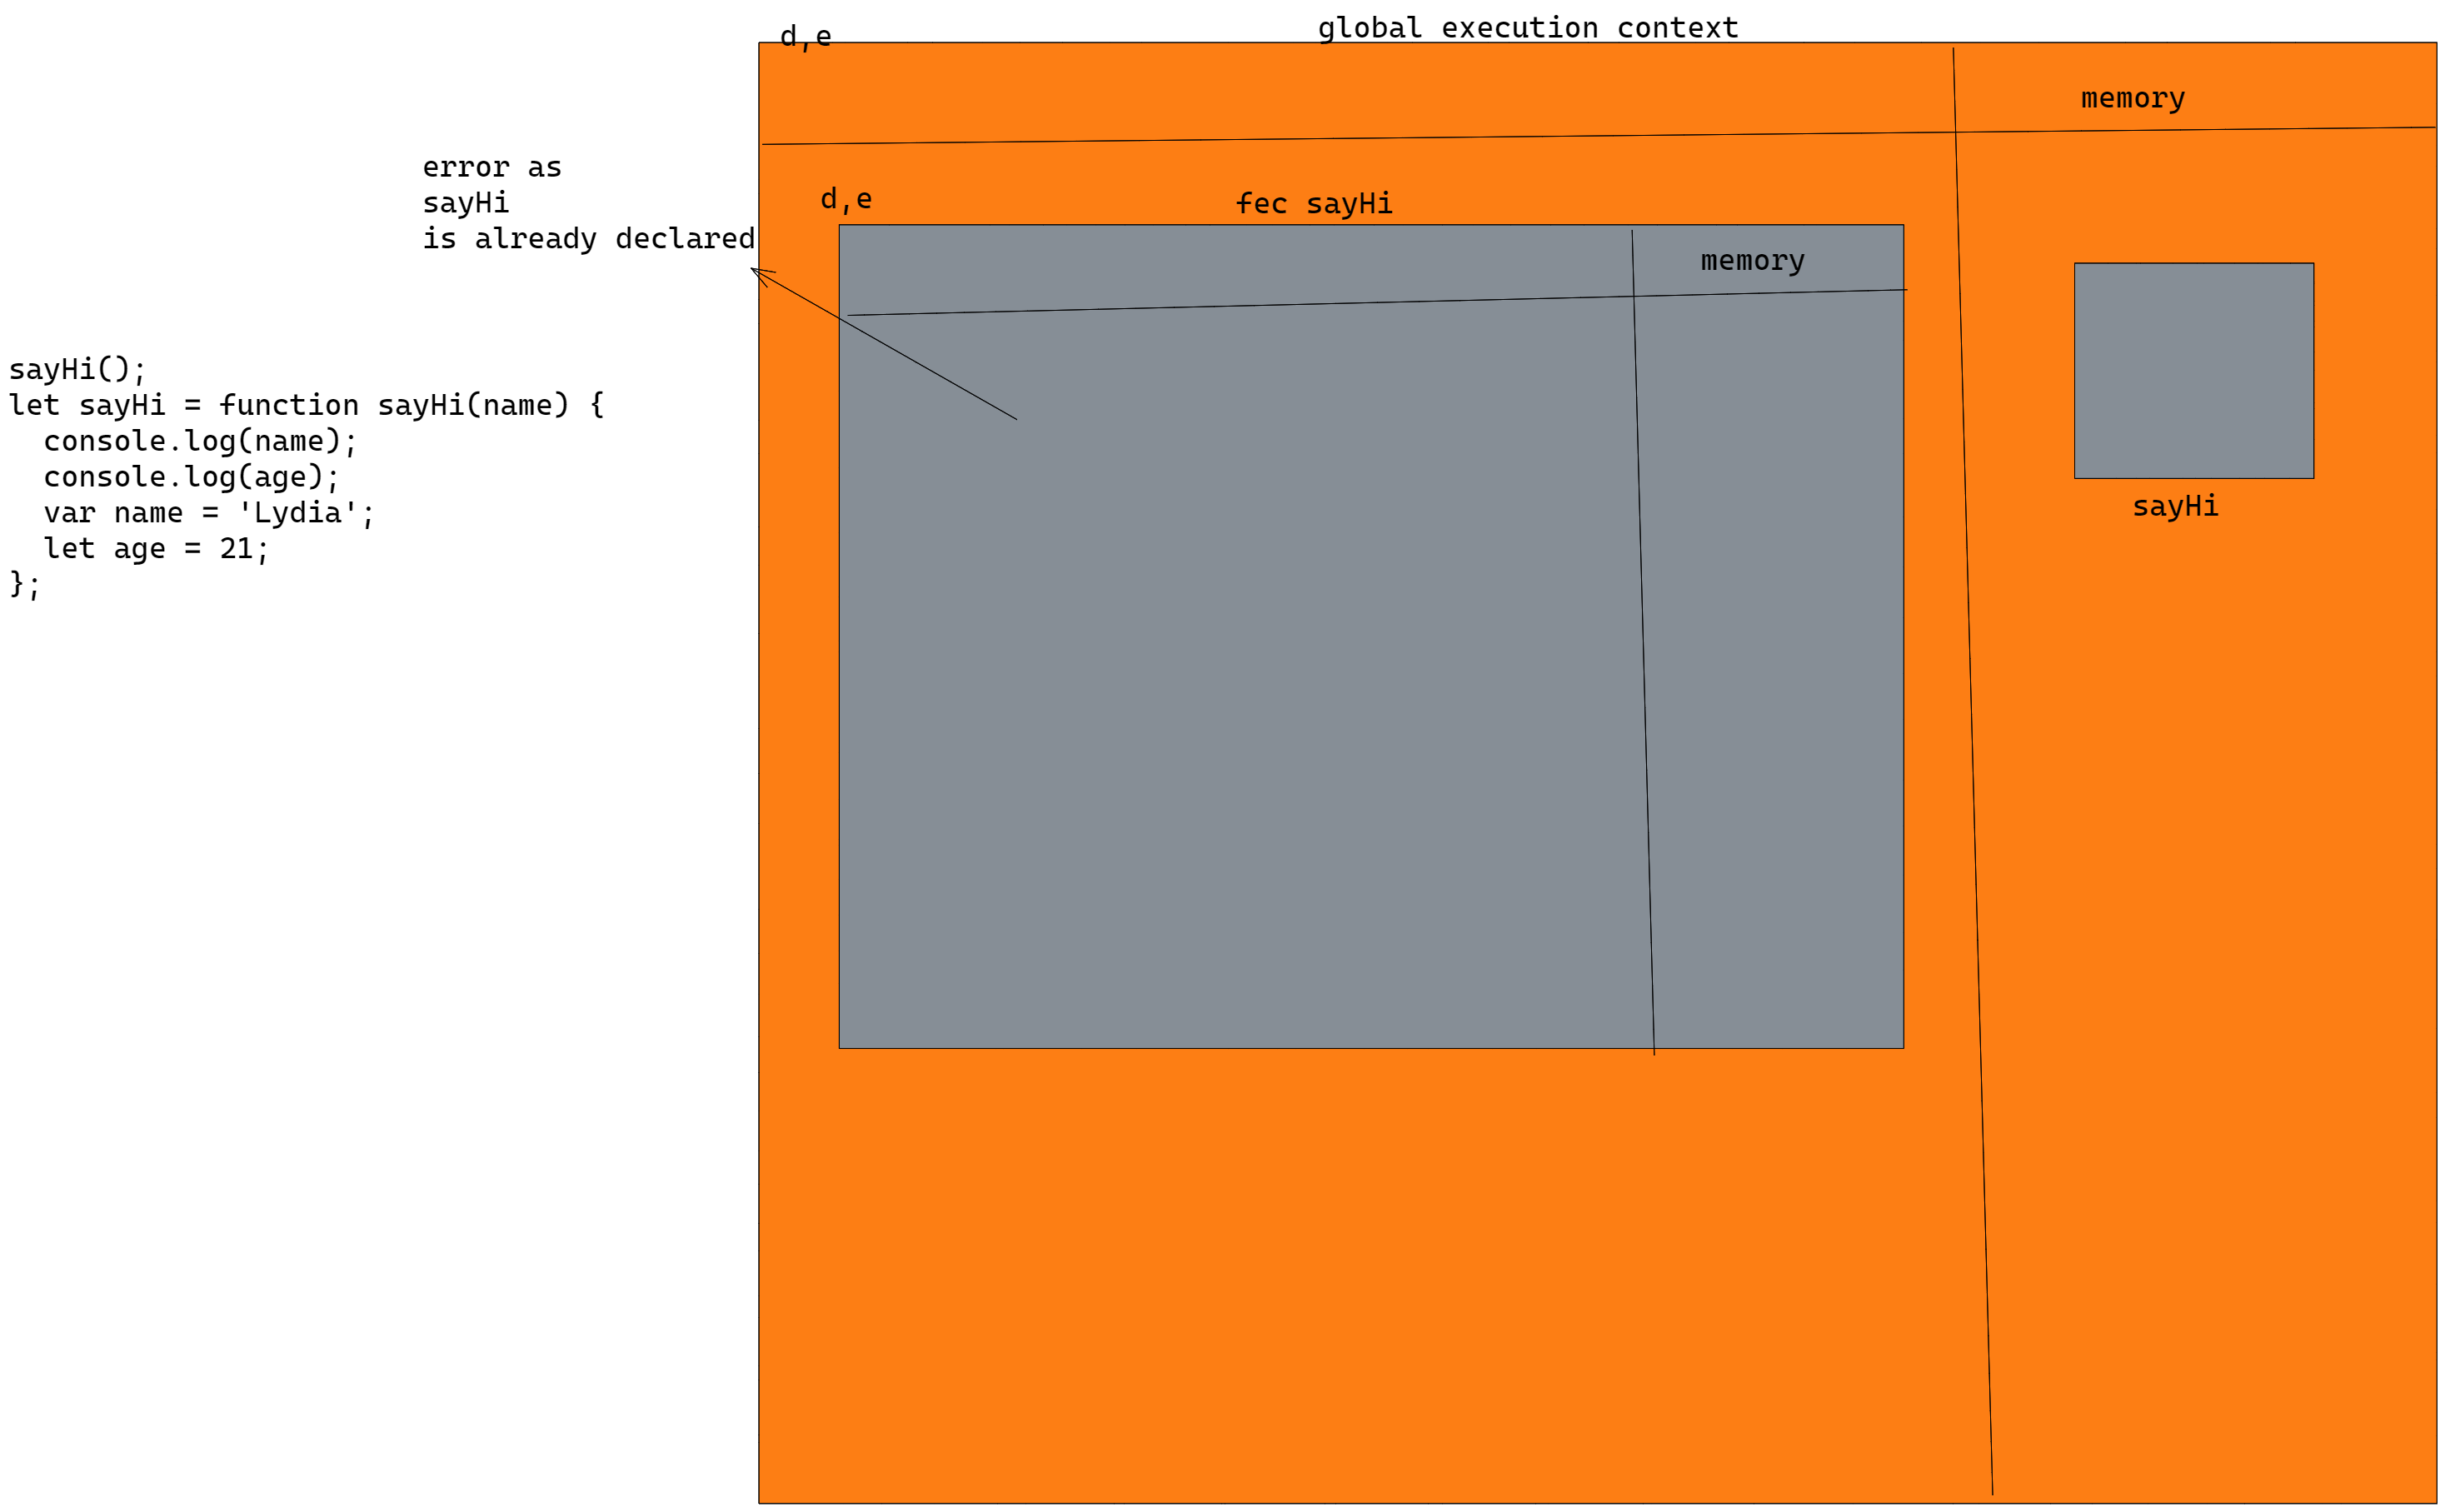 d,e
global execution context
memory
error as
sayHi
is already declared
d,e
fec sayHi
memory
sayHi();
let sayHi = function sayHi(name) {
  console.log(name);
  console.log(age);
  var name = 'Lydia';
  let age = 21;
};
sayHi